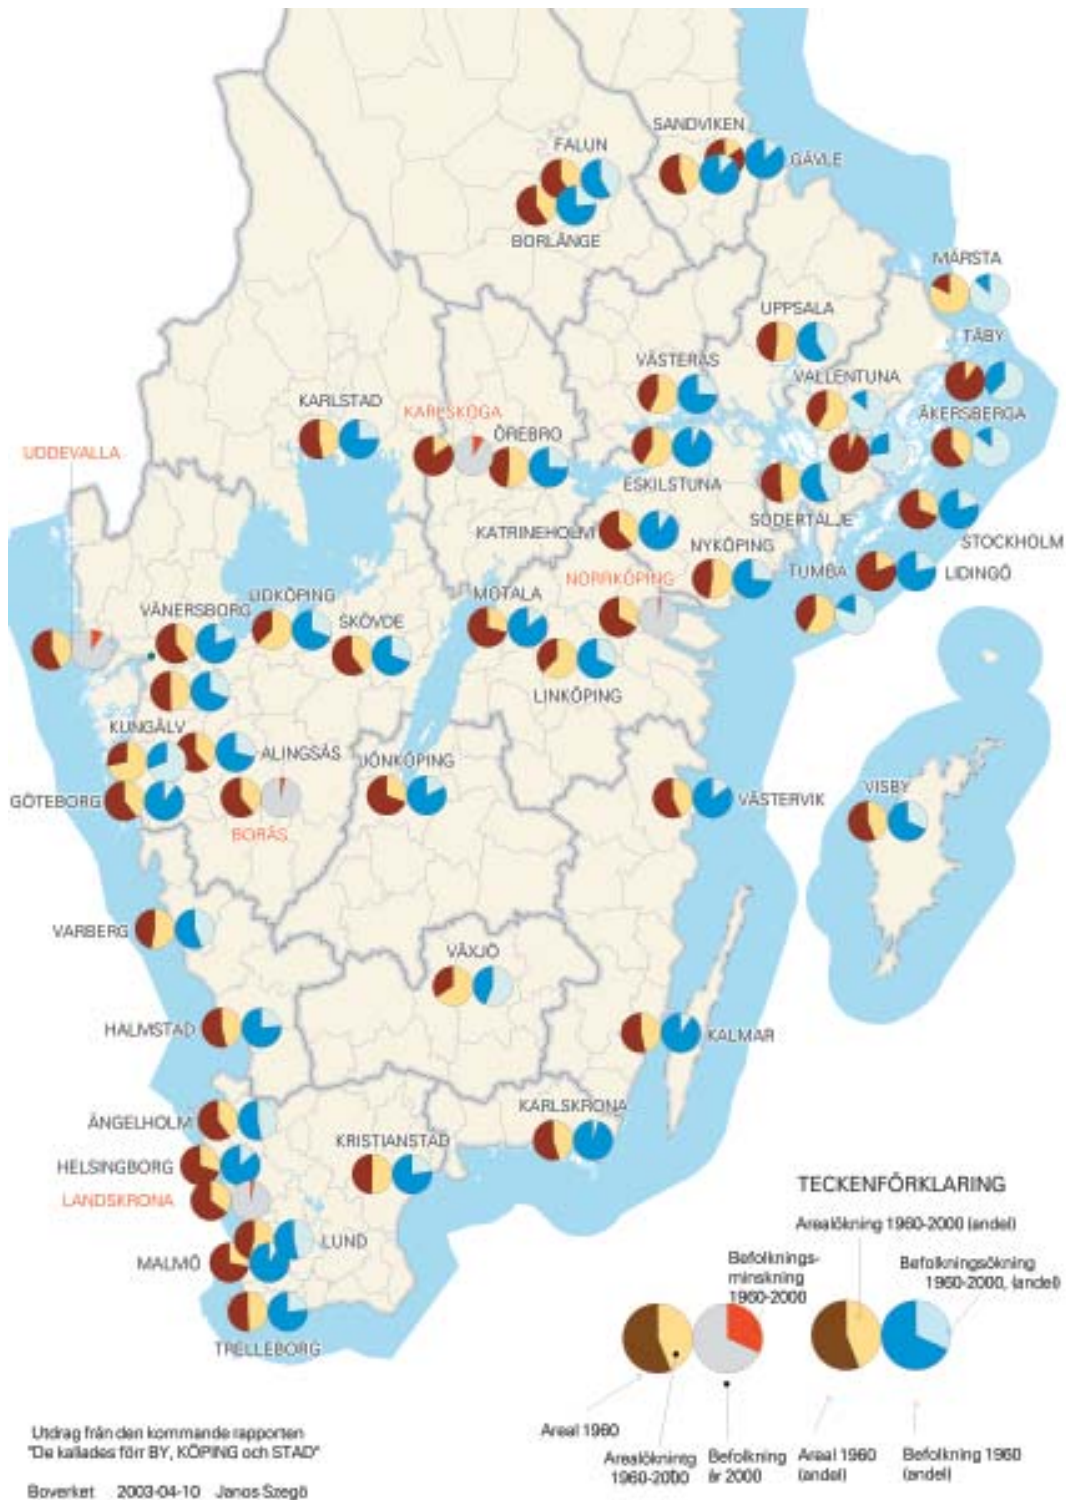 SANDVIKEN
FALUN
GÄVLE
BORLÄNGE
MÄRSTA
UPPSALA
TÄBY
VÄSTERÅS
VALLENTUNA
KARLSTAD
KARLSKOGA
ÅKERSBERGA
ÖREBRO
UDDEVALLA
ESKILSTUNA
SÖDERTÄLJE
KATRINEHOLM
STOCKHOLM
NYKÖPING
TUMBA
LIDINGÖ
NORRKÖPING
MOTALA
LIDKÖPING
VÄNERSBORG
SKÖVDE
LINKÖPING
KUNGÄLV
ALINGSÅS
JÖNKÖPING
GÖTEBORG
VÄSTERVIK
VISBY
BORÅS
VARBERG
VÄXJÖ
HALMSTAD
KALMAR
KARLSKRONA
ÄNGELHOLM
KRISTIANSTAD
HELSINGBORG
LANDSKRONA
LUND
MALMÖ
TRELLEBORG
TECKENFÖRKLARING
Arealökning 1960-2000 (andel)
Befolknings-
minskning
1960-2000
Befolkningsökning
1960-2000, (andel)
Areal 1960
Arealökning
1960-2000
Befolkning
år 2000
Areal 1960
(andel)
Befolkning 1960
(andel)
Utdrag från den kommande rapporten
"De kallades förr BY, KÖPING och STAD"
Boverket 2003-04-10 Janos Szegö